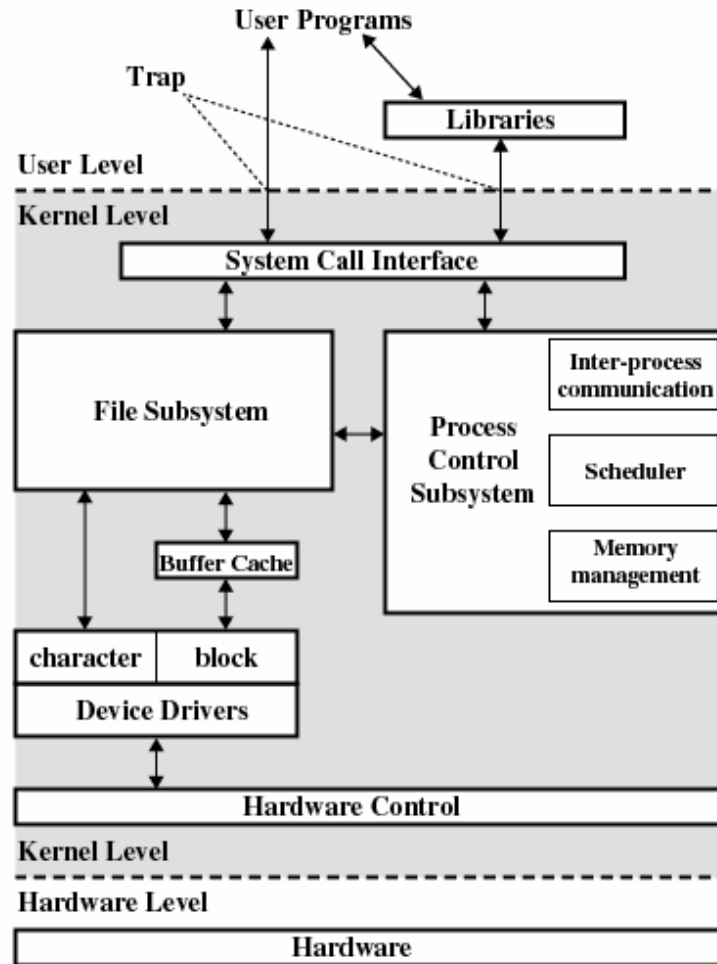 User Programs
Trap
Libraries
User Level
Kernel Level
System Call Interface
File Subsystem
Inter-process
communication
Process
Control
Subsystem
Scheduler
Memory
management
Buffer Cache
character
block
Device Drivers
Hardware Control
Kernel Level
Hardware Level
Hardware